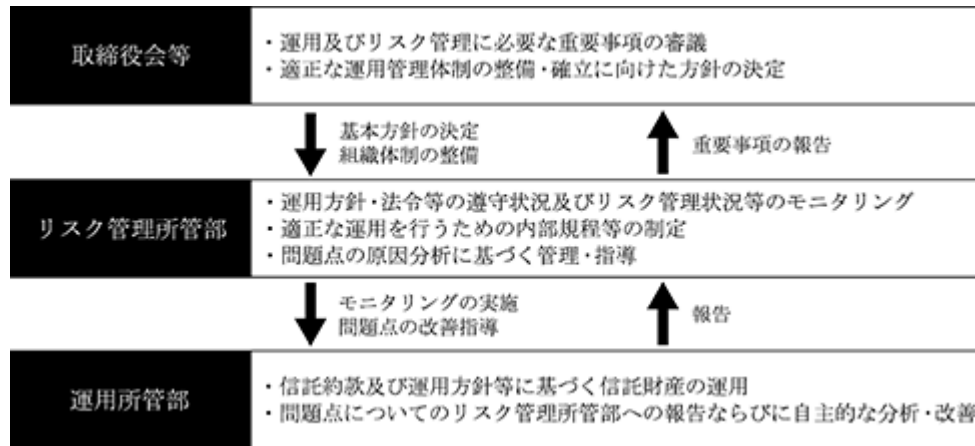 取締役会等
・運用及びリスク管理に必要な重要事項の審議
・適正な運用管理体制の整備・確立に向けた方針の決定
基本方針の決定
組織体制の整備
重要事項の報告
リスク管理所管部
・運用方針・法令等の遵守状況及びリスク管理状況等のモニタリング
・適正な運用を行うための内部規程等の制定
・問題点の原因分析に基づく管理・指導
モニタリングの実施
問題点の改善指導
報告
運用所管部
・信託約款及び運用方針等に基づく信託財産の運用
・問題点についてのリスク管理所管部への報告ならびに自主的な分析・改善